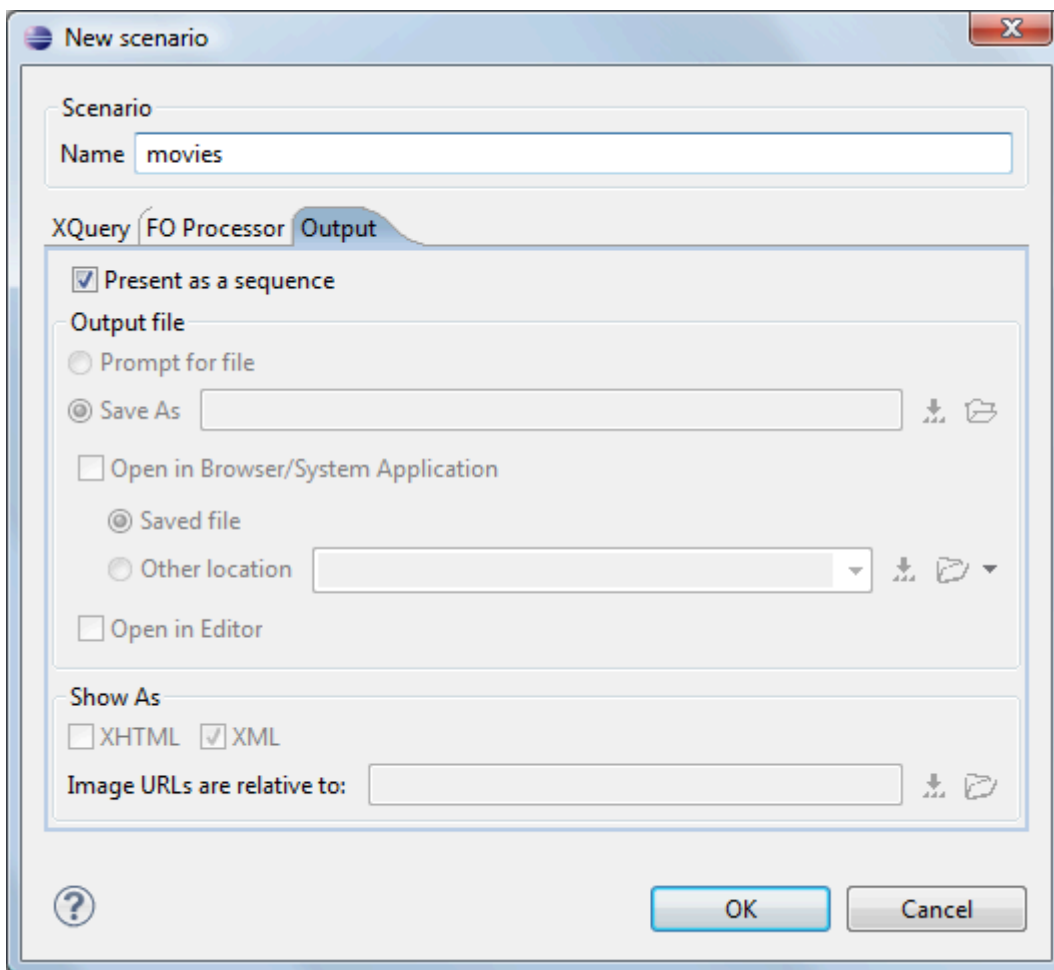 New scenario
Scenario
Name movies
XQuery FO Processor Output
Present as a sequence
Output file
Prompt for file
Save As
Open in Browser/System Application
Saved file
Other location
Open in Editor
Show As
XHTML XML
Image URLs are relative to:
OK Cancel